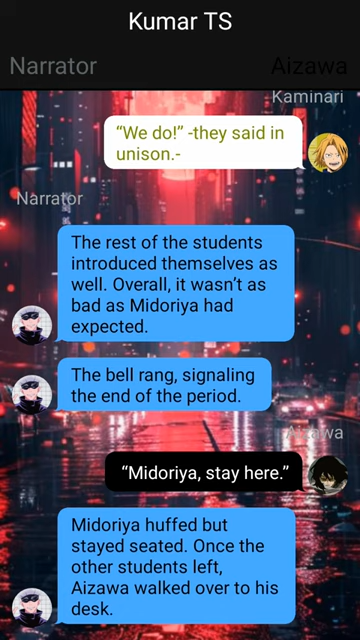 Kumar TS
Narrator
Aizawa
Kaminari
“We do!” -they said in
unison.-
Narrator
The rest of the students
introduced themselves as
well. Overall, it wasn’t as
bad as Midoriya had
expected.
The bell rang, signaling
the end of the period.
Aizawa
“Midoriya, stay here.”
Midoriya huffed but
stayed seated. Once the
other students left,
Aizawa walked over to his
desk.